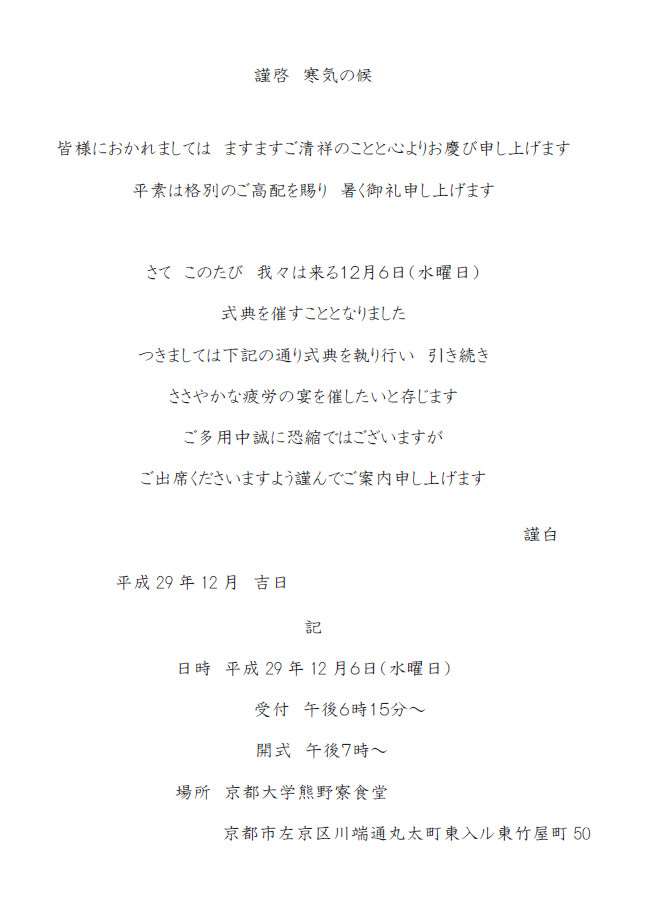 謹啓　寒気の候
皆様におかれましては　ますますご清祥のことと心よりお慶び申し上げます
平素は格別のご高配を賜り　暑く御礼申し上げます
さて　このたび　我々は来る12月6日(水曜日)
式典を催すこととなりました
つきましては下記の通り式典を執り行い　引き続き
ささやかな疲労の宴を催したいと存じます
ご多用中誠に恐縮ではございますが
ご出席くださいますよう謹んでご案内申し上げます
謹白
平成 29 年 12 月　吉日
記
日時　平成 29 年 12 月6日(水曜日)
受付　午後6時15分～
開式　午後7時～
場所　京都大学熊野寮食堂
京都市左京区川端通丸太町東入ル東竹屋町 50